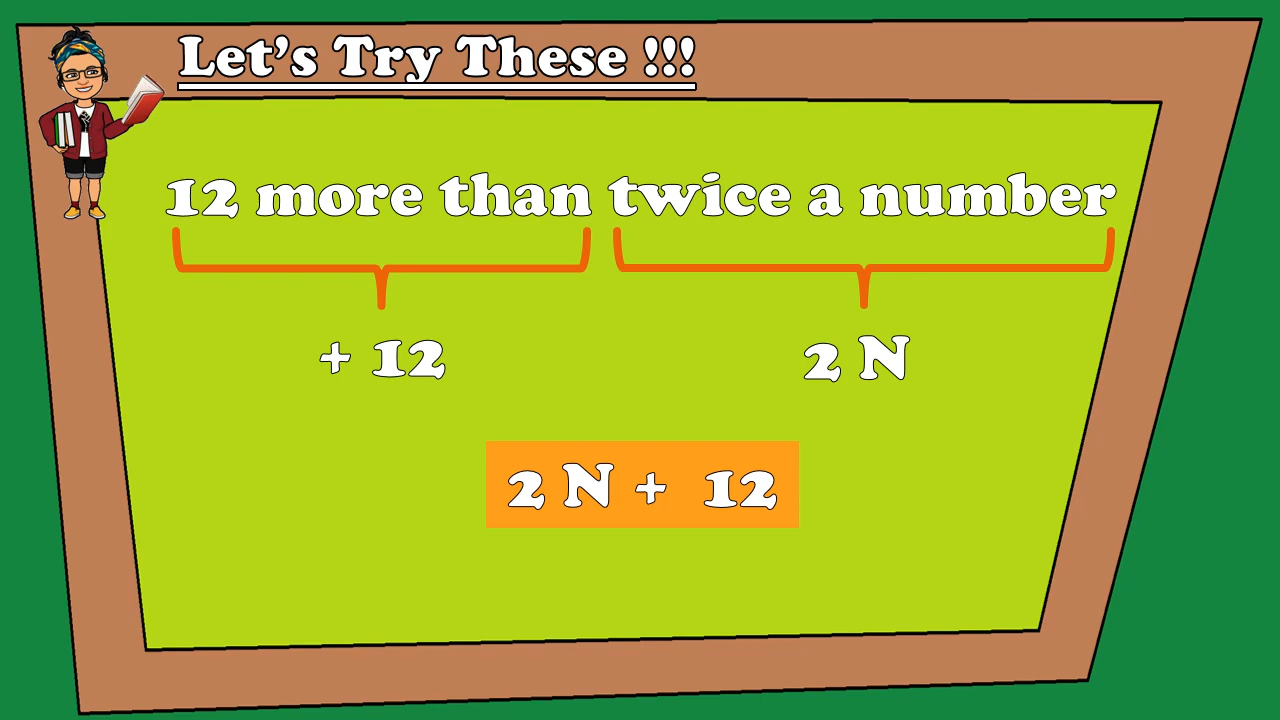 Let’s Try These !!!
12 more than twice a number
+ 12 2 N
2 N + 12